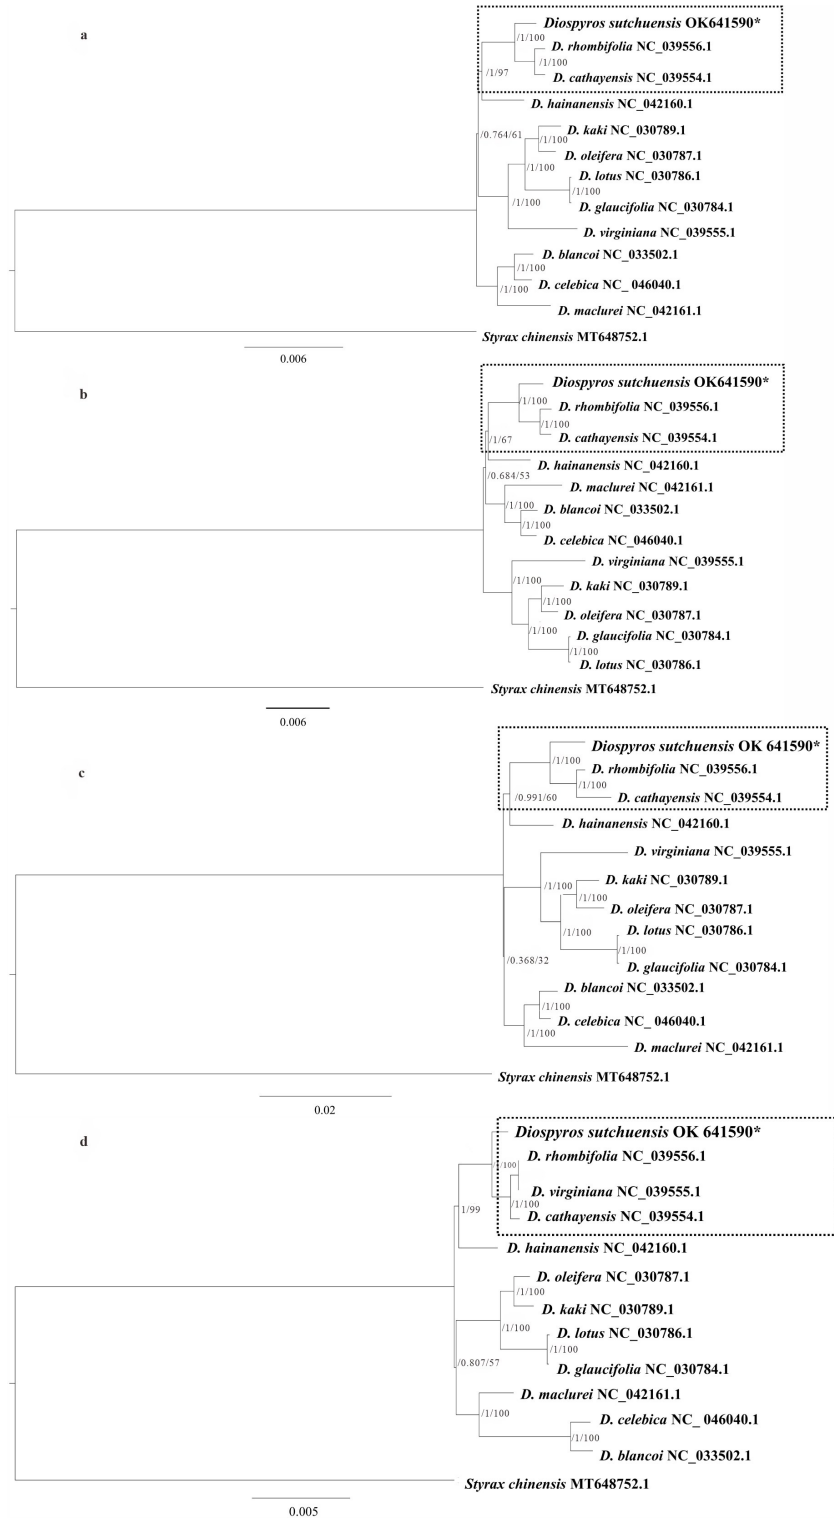 a
Diospyros sutchuensis OK641590*
/1/100
D. rhombifolia NC_039556.1
/1/100
/1/97
D. cathayensis NC_039554.1
D. hainanensis NC_042160.1
D. kaki NC_030789.1
/0.764/61
/1/100
D. oleifera NC_030787.1
/1/100
D. lotus NC_030786.1
/1/100
/1/100
D. glaucifolia NC_030784.1
D. virginiana NC_039555.1
D. blancoi NC_033502.1
/1/100
D. celebica NC_ 046040.1
/1/100
D. maclurei NC_042161.1
Styrax chinensis MT648752.1
0.006
b
Diospyros sutchuensis OK641590*
/1/100
D. rhombifolia NC_039556.1
/1/100
/1/67
D. cathayensis NC_039554.1
D. hainanensis NC_042160.1
/0.684/53
D. maclurei NC_042161.1
/1/100
D. blancoi NC_033502.1
/1/100
D. celebica NC_046040.1
D. virginiana NC_039555.1
/1/100
D. kaki NC_030789.1
/1/100
D. oleifera NC_030787.1
/1/100
D. glaucifolia NC_030784.1
/1/100
D. lotus NC_030786.1
Styrax chinensis MT648752.1
0.006
c
Diospyros sutchuensis OK 641590*
/1/100
D. rhombifolia NC_039556.1
/1/100
/0.991/60
D. cathayensis NC_039554.1
D. hainanensis NC_042160.1
D. virginiana NC_039555.1
/1/100
D. kaki NC_030789.1
/1/100
D. oleifera NC_030787.1
/1/100
D. lotus NC_030786.1
/1/100
/0.368/32
D. glaucifolia NC_030784.1
D. blancoi NC_033502.1
/1/100
D. celebica NC_ 046040.1
/1/100
D. maclurei NC_042161.1
Styrax chinensis MT648752.1
0.02
d
Diospyros sutchuensis OK 641590*
D. rhombifolia NC_039556.1
/1/100
D. virginiana NC_039555.1
1/99
/1/100
D. cathayensis NC_039554.1
D. hainanensis NC_042160.1
D. oleifera NC_030787.1
/1/100
D. kaki NC_030789.1
/1/100
D. lotus NC_030786.1
/1/100
/0.807/57
D. glaucifolia NC_030784.1
D. maclurei NC_042161.1
/1/100
D. celebica NC_ 046040.1
/1/100
D. blancoi NC_033502.1
Styrax chinensis MT648752.1
0.005